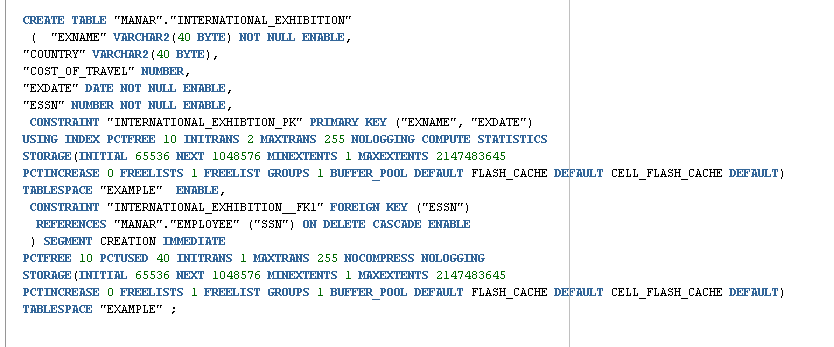 CREATE TABLE "MANAR"."INTERNATIONAL_EXHIBITION"
( "EXNAME" VARCHAR2(40 BYTE) NOT NULL ENABLE,
"COUNTRY" VARCHAR2(40 BYTE),
"COST_OF_TRAVEL" NUMBER,
"EXDATE" DATE NOT NULL ENABLE,
"ESSN" NUMBER NOT NULL ENABLE,
CONSTRAINT "INTERNATIONAL_EXHIBTION_PK" PRIMARY KEY ("EXNAME", "EXDATE")
USING INDEX PCTFREE 10 INITRANS 2 MAXTRANS 255 NOLOGGING COMPUTE STATISTICS
STORAGE(INITIAL 65536 NEXT 1048576 MINEXTENTS 1 MAXEXTENTS 2147483645
PCTINCREASE 0 FREELISTS 1 FREELIST GROUPS 1 BUFFER_POOL DEFAULT FLASH_CACHE DEFAULT CELL_FLASH_CACHE DEFAULT)
TABLESPACE "EXAMPLE" ENABLE,
CONSTRAINT "INTERNATIONAL_EXHIBITION__FK1" FOREIGN KEY ("ESSN")
REFERENCES "MANAR"."EMPLOYEE" ("SSN") ON DELETE CASCADE ENABLE
) SEGMENT CREATION IMMEDIATE
PCTFREE 10 PCTUSED 40 INITRANS 1 MAXTRANS 255 NOCOMPRESS NOLOGGING
STORAGE(INITIAL 65536 NEXT 1048576 MINEXTENTS 1 MAXEXTENTS 2147483645
PCTINCREASE 0 FREELISTS 1 FREELIST GROUPS 1 BUFFER_POOL DEFAULT FLASH_CACHE DEFAULT CELL_FLASH_CACHE DEFAULT)
TABLESPACE "EXAMPLE" ;